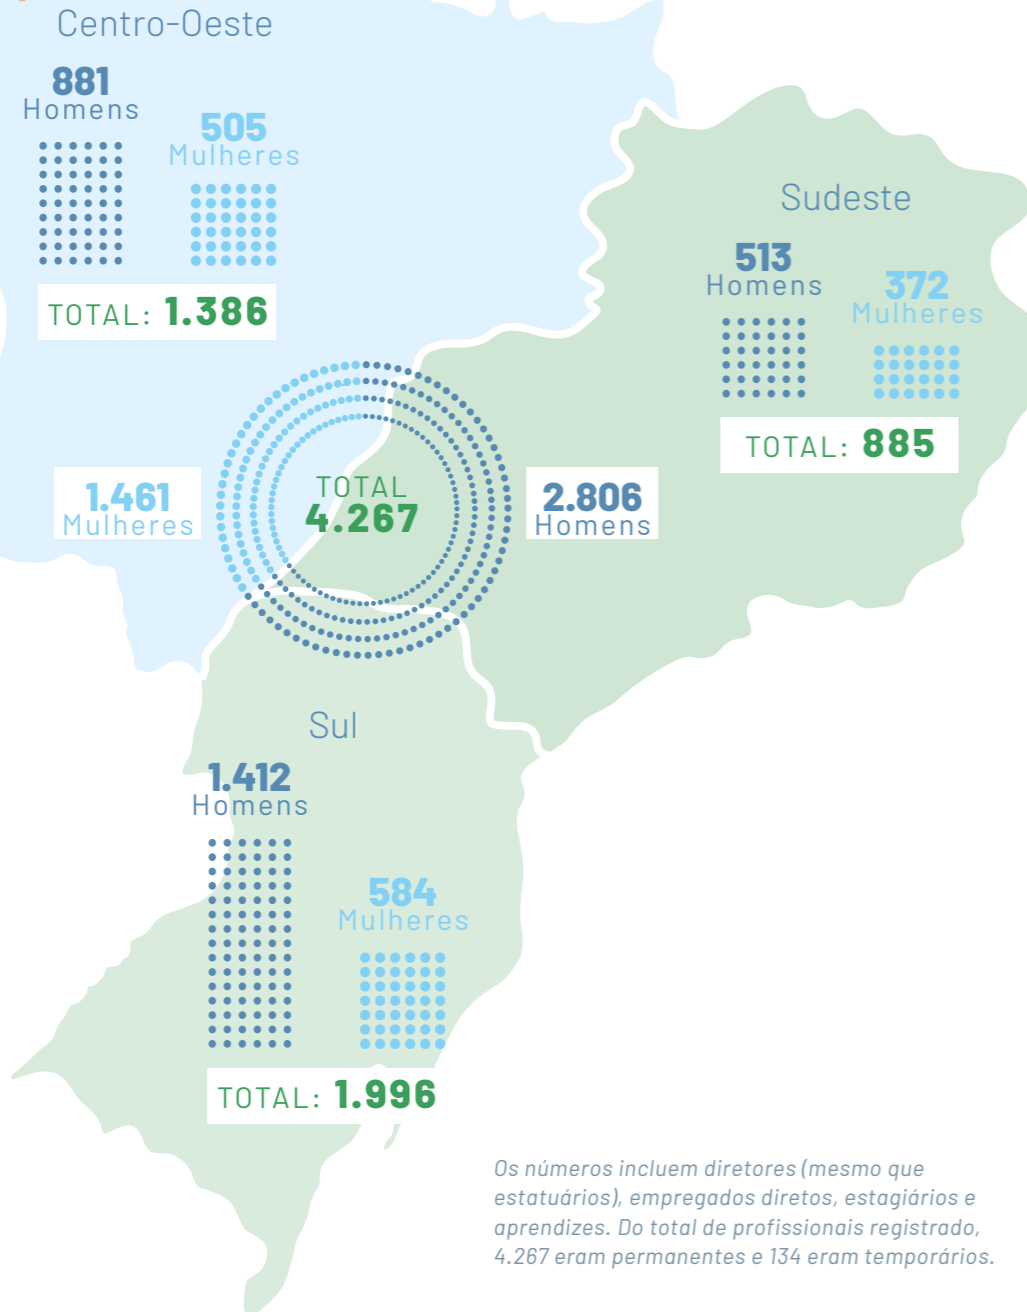 Centro-Oeste
881
Homens
505
Mulheres
TOTAL: 1.386
Sudeste
513
Homens
372
Mulheres
TOTAL: 885
1.461
Mulheres
TOTAL
4.267
2.806
Homens
Sul
1.412
Homens
584
Mulheres
TOTAL: 1.996
Os números incluem diretores (mesmo que
estatuários), empregados diretos, estagiários e
aprendizes. Do total de profissionais registrado,
4.267 eram permanentes e 134 eram temporários.